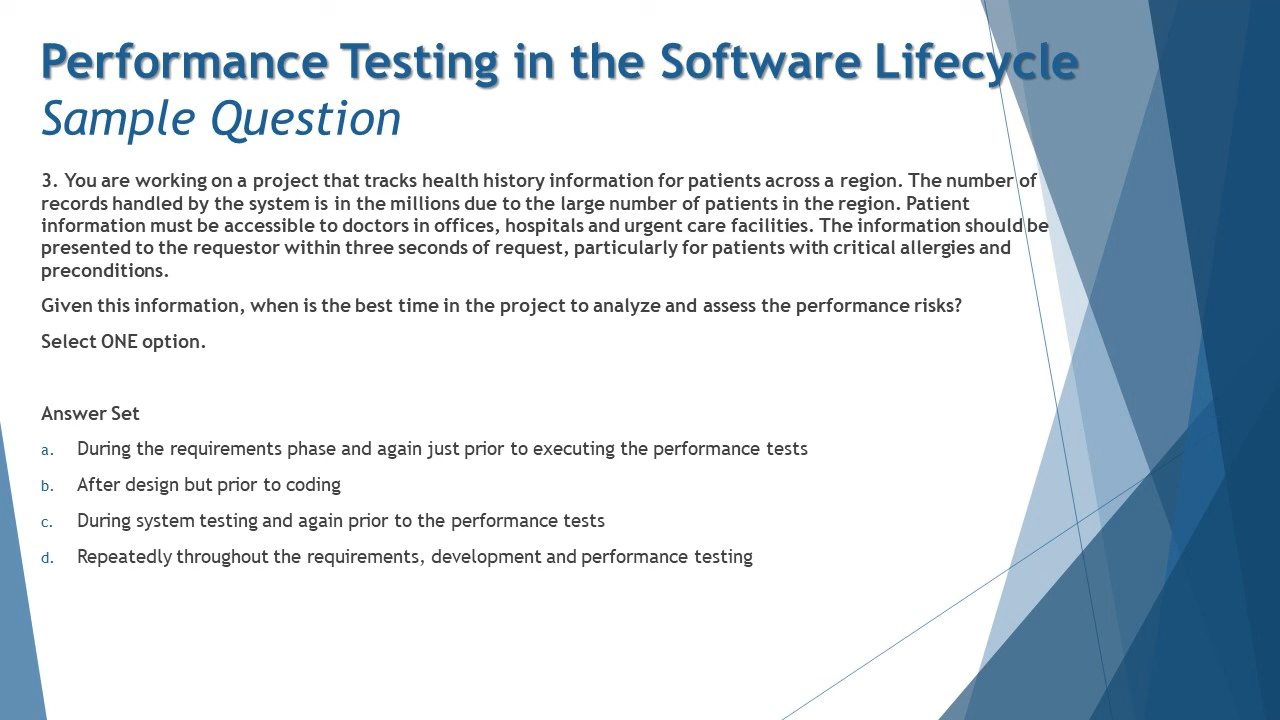 Performance Testing in the Software Lifecycle
Sample Question
3. You are working on a project that tracks health history information for patients across a region. The number of
records handled by the system is in the millions due to the large number of patients in the region. Patient
information must be accessible to doctors in offices, hospitals and urgent care facilities. The information should be
presented to the requestor within three seconds of request, particularly for patients with critical allergies and
preconditions.
Given this information, when is the best time in the project to analyze and assess the performance risks?
Select ONE option.
Answer Set
a. During the requirements phase and again just prior to executing the performance tests
b. After design but prior to coding
c. During system testing and again prior to the performance tests
d. Repeatedly throughout the requirements, development and performance testing